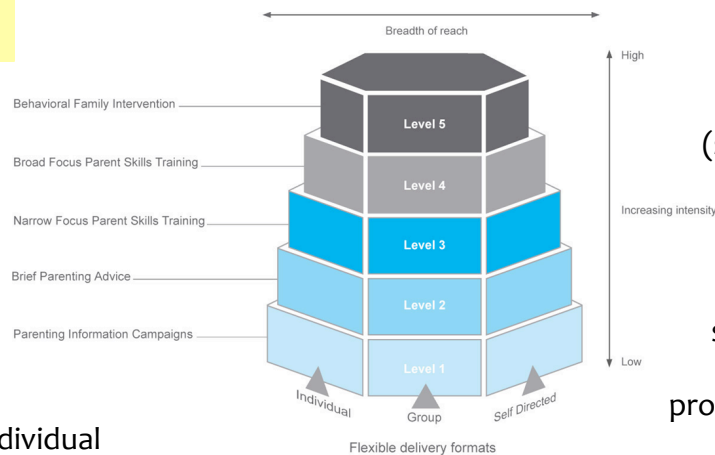 Breadth of reach
High
Behavioral Family Intervention
Level 5
Broad Focus Parent Skills Training
Level 4
Increasing intensity
Narrow Focus Parent Skills Training
Level 3
Brief Parenting Advice
Level 2
Parenting Information Campaigns
Level 1
Low
Individual
Group
Self Directed
Flexible delivery formats